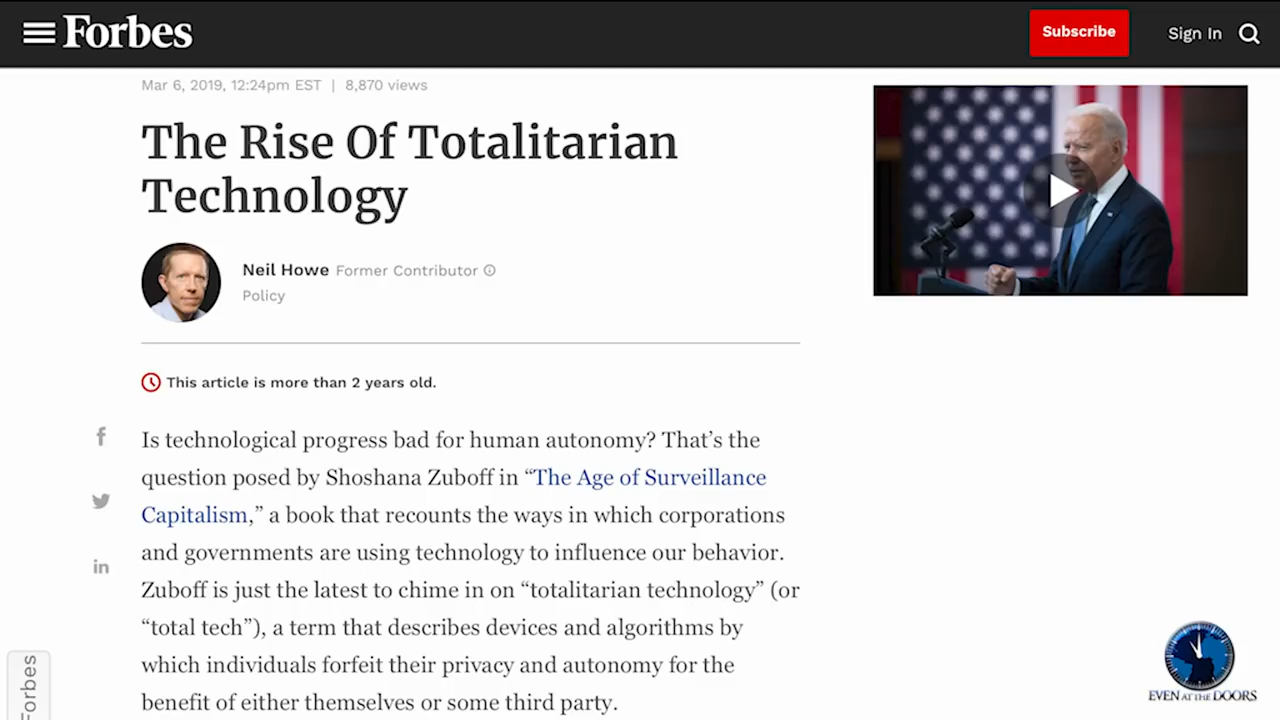 Forbes
Subscribe
Sign In
Mar 6, 2019, 12:24pm EST | 8,870 views
The Rise Of Totalitarian
Technology
Neil Howe Former Contributor
Policy
This article is more than 2 years old.
Is technological progress bad for human autonomy? That’s the
question posed by Shoshana Zuboff in “The Age of Surveillance
Capitalism,” a book that recounts the ways in which corporations
and governments are using technology to influence our behavior.
Zuboff is just the latest to chime in on “totalitarian technology” (or
“total tech”), a term that describes devices and algorithms by
which individuals forfeit their privacy and autonomy for the
benefit of either themselves or some third party.
Forbes
EVEN AT THE DOORS